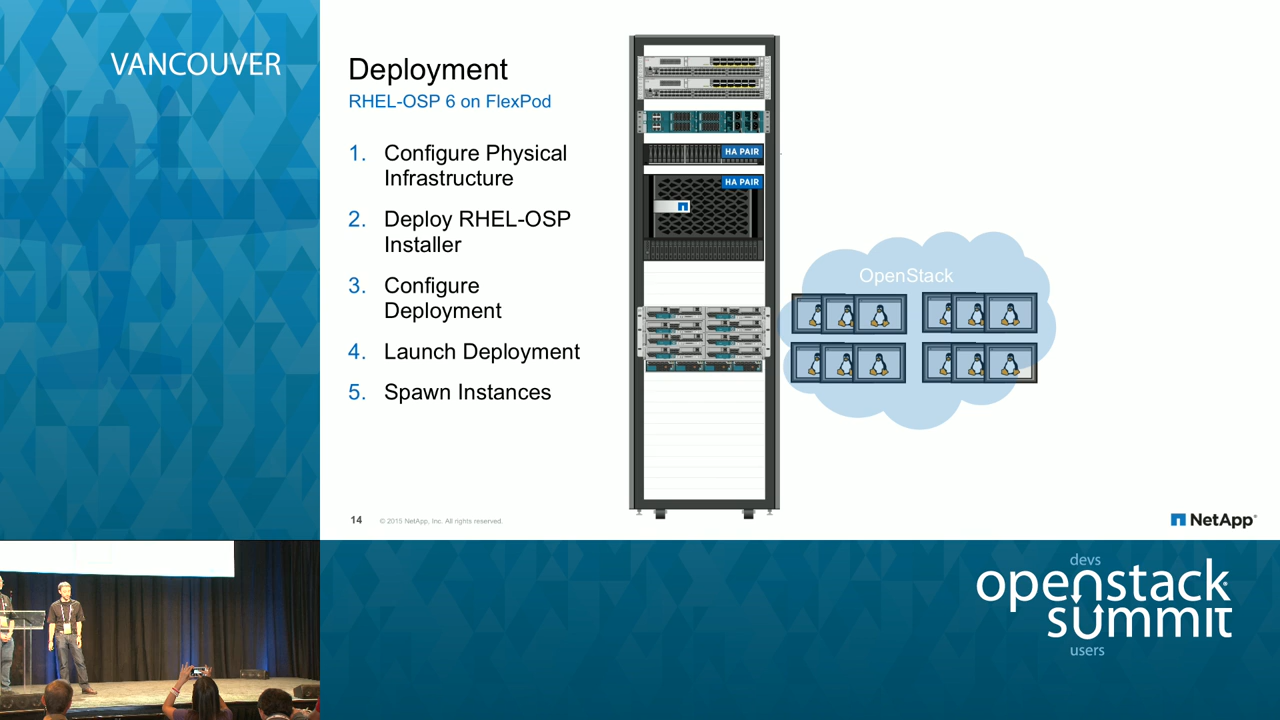 VANCOUVER
Deployment
RHEL-OSP 6 on FlexPod
1. Configure Physical
Infrastructure
2. Deploy RHEL-OSP
Installer
3. Configure
Deployment
4. Launch Deployment
5. Spawn Instances
HA PAIR
HA PAIR
OpenStack
14 © 2015 NetApp, Inc. All rights reserved.
NetApp®
devs
openstack
summit
users